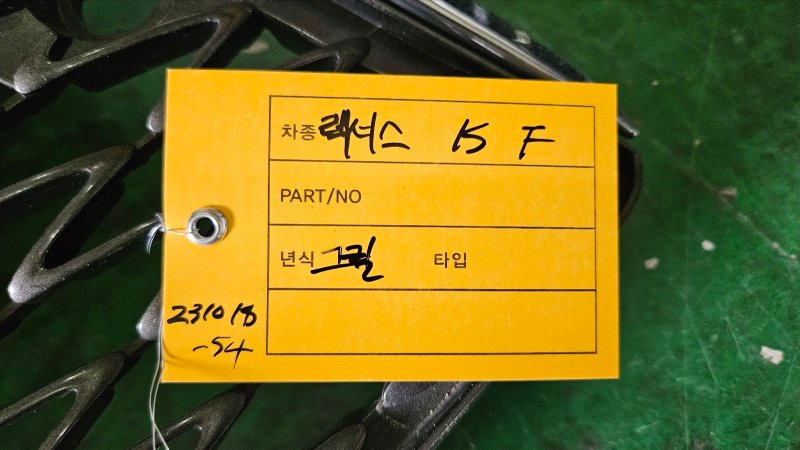 차종 렉서스 IS F
PART/NO
년식 그릴 타입
231018
-54